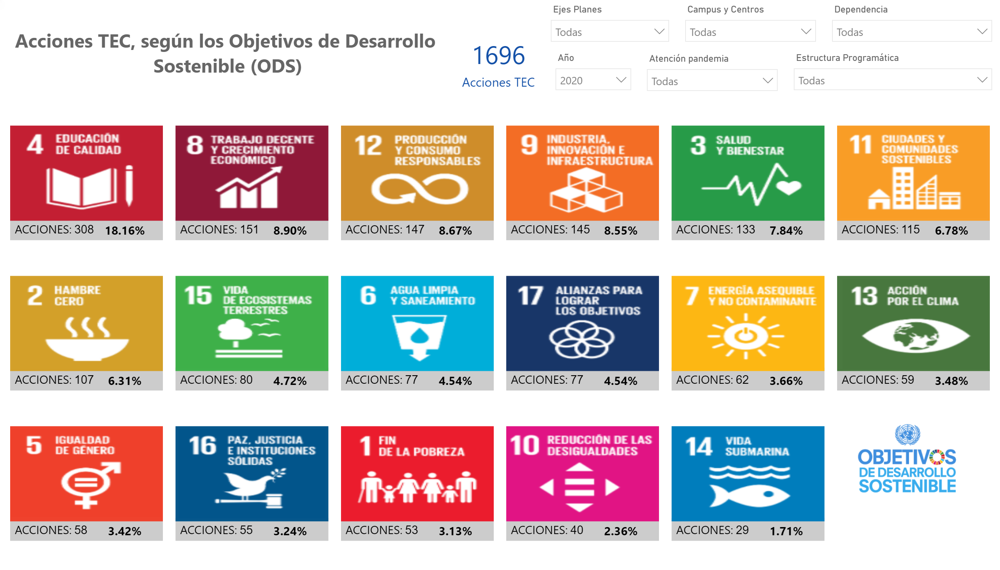 Acciones TEC, según los Objetivos de Desarrollo
Sostenible (ODS)
1696
Acciones TEC
Ejes Planes
Todas
Campus y Centros
Todas
Dependencia
Todas
Año
2020
Atención pandemia
Todas
Estructura Programática
Todas
4 EDUCACIÓN
DE CALIDAD
ACCIONES: 308 18.16%
8 TRABAJO DECENTE
Y CRECIMIENTO
ECONÓMICO
ACCIONES: 151 8.90%
12 PRODUCCIÓN
Y CONSUMO
RESPONSABLES
ACCIONES: 147 8.67%
9 INDUSTRIA,
INNOVACIÓN E
INFRAESTRUCTURA
ACCIONES: 145 8.55%
3 SALUD
Y BIENESTAR
ACCIONES: 133 7.84%
11 CIUDADES Y
COMUNIDADES
SOSTENIBLES
ACCIONES: 115 6.78%
2 HAMBRE
CERO
ACCIONES: 107 6.31%
15 VIDA
DE ECOSISTEMAS
TERRESTRES
ACCIONES: 80 4.72%
6 AGUA LIMPIA
Y SANEAMIENTO
ACCIONES: 77 4.54%
17 ALIANZAS PARA
LOGRAR
LOS OBJETIVOS
ACCIONES: 77 4.54%
7 ENERGÍA ASEQUIBLE
Y NO CONTAMINANTE
ACCIONES: 62 3.66%
13 ACCIÓN
POR EL CLIMA
ACCIONES: 59 3.48%
5 IGUALDAD
DE GÉNERO
ACCIONES: 58 3.42%
16 PAZ, JUSTICIA
E INSTITUCIONES
SÓLIDAS
ACCIONES: 55 3.24%
1 FIN
DE LA POBREZA
ACCIONES: 53 3.13%
10 REDUCCIÓN DE LAS
DESIGUALDADES
ACCIONES: 40 2.36%
14 VIDA
SUBMARINA
ACCIONES: 29 1.71%
OBJETIVOS
DE DESARROLLO
SOSTENIBLE